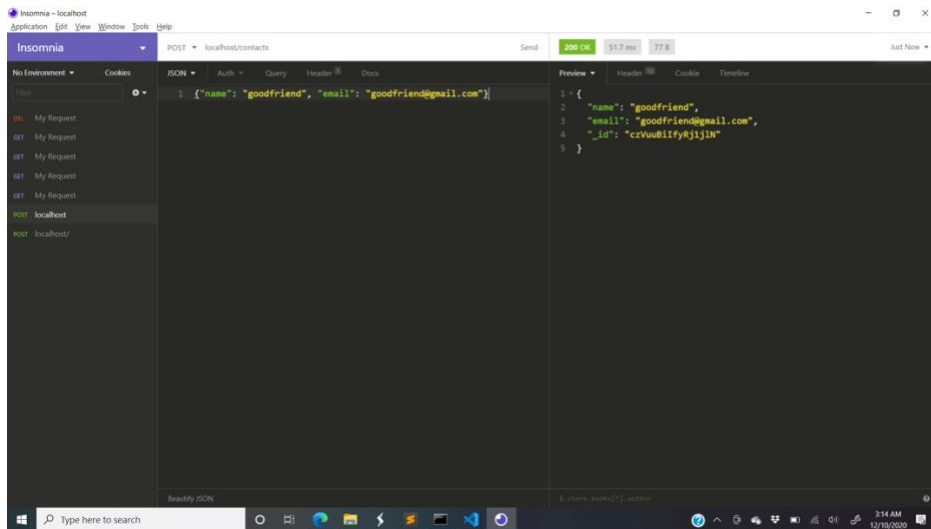 Insomnia – localhost
Application Edit View Window Tools Help
Insomnia
POST localhost/contacts Send
200 OK 51.7 ms 77 B Just Now
No Environment Cookies
JSON Auth Query Header 1 Docs
Preview Header Cookie Timeline
Filter
1 {"name": "goodfriend", "email": "goodfriend@gmail.com"}
1 {
2 "name": "goodfriend",
3 "email": "goodfriend@gmail.com",
4 "_id": "czVuuBiIfyRj1jlN"
5 }
DEL My Request
GET My Request
GET My Request
GET My Request
GET My Request
POST localhost
POST localhost/
Beautify JSON
$.store.books[*].author
Type here to search
3:14 AM
12/10/2020